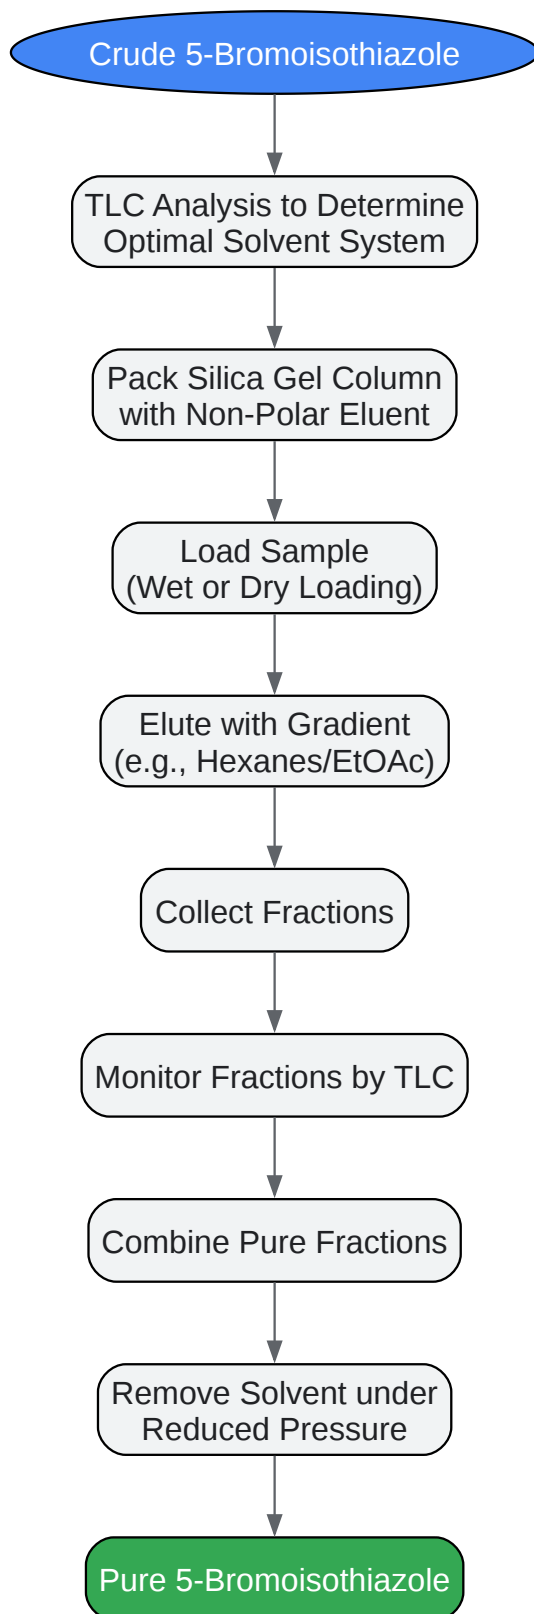 Crude 5-Bromoisothiazole
TLC Analysis to Determine
Optimal Solvent System
Pack Silica Gel Column
with Non-Polar Eluent
Load Sample
(Wet or Dry Loading)
Elute with Gradient
(e.g., Hexanes/EtOAc)
Collect Fractions
Monitor Fractions by TLC
Combine Pure Fractions
Remove Solvent under
Reduced Pressure
Pure 5-Bromoisothiazole